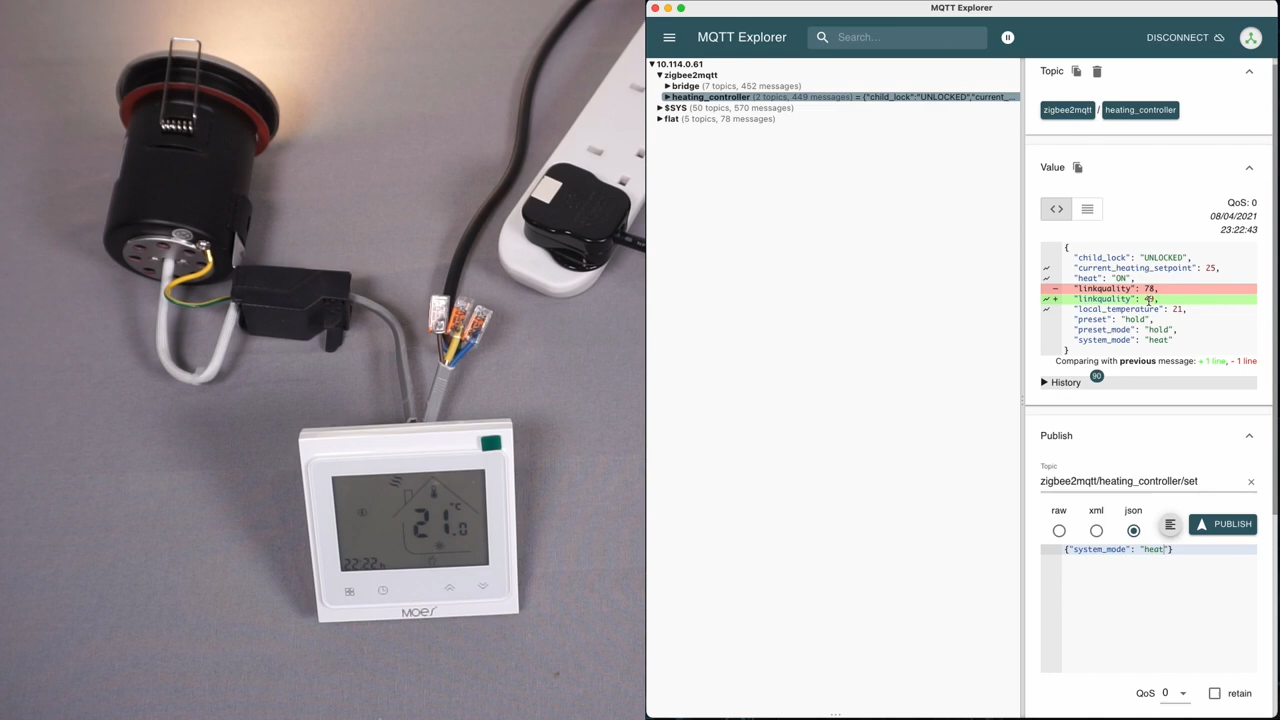 MQTT Explorer
MQTT Explorer
Search...
DISCONNECT
10.114.0.61
zigbee2mqtt
bridge (7 topics, 452 messages)
heating_controller (2 topics, 449 messages) = {"child_lock":"UNLOCKED","current_...
$SYS (50 topics, 570 messages)
flat (5 topics, 78 messages)
Topic
zigbee2mqtt / heating_controller
Value
QoS: 0
08/04/2021
23:22:43
{
"child_lock": "UNLOCKED",
"current_heating_setpoint": 25,
"heat": "ON",
- "linkquality": 78,
+ "linkquality": 49,
"local_temperature": 21,
"preset": "hold",
"preset_mode": "hold",
"system_mode": "heat"
}
Comparing with previous message: + 1 line, - 1 line
History 90
Publish
Topic
zigbee2mqtt/heating_controller/set
raw xml json
PUBLISH
{"system_mode": "heat"}
QoS 0 retain
21.0 °C
22:22
MOES